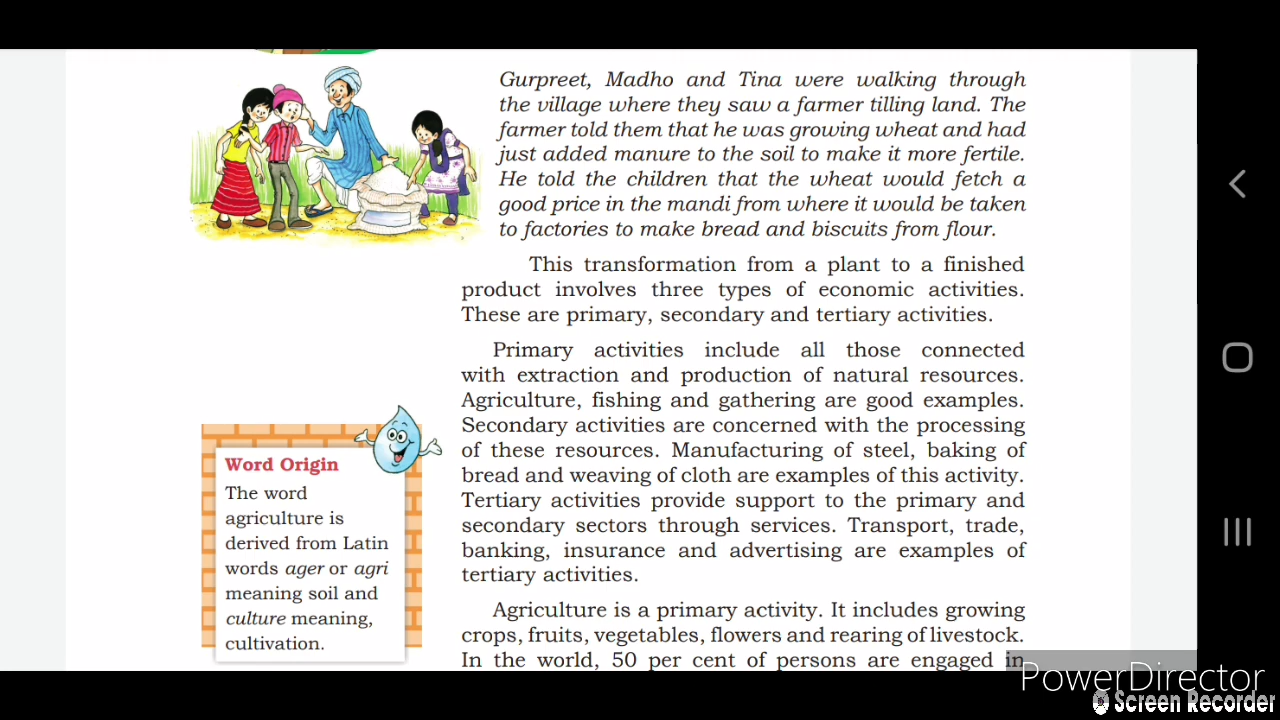 Gurpreet, Madho and Tina were walking through
the village where they saw a farmer tilling land. The
farmer told them that he was growing wheat and had
just added manure to the soil to make it more fertile.
He told the children that the wheat would fetch a
good price in the mandi from where it would be taken
to factories to make bread and biscuits from flour.
This transformation from a plant to a finished
product involves three types of economic activities.
These are primary, secondary and tertiary activities.
Primary activities include all those connected
with extraction and production of natural resources.
Agriculture, fishing and gathering are good examples.
Secondary activities are concerned with the processing
of these resources. Manufacturing of steel, baking of
bread and weaving of cloth are examples of this activity.
Tertiary activities provide support to the primary and
secondary sectors through services. Transport, trade,
banking, insurance and advertising are examples of
tertiary activities.
Agriculture is a primary activity. It includes growing
crops, fruits, vegetables, flowers and rearing of livestock.
In the world, 50 per cent of persons are engaged in
Word Origin
The word
agriculture is
derived from Latin
words ager or agri
meaning soil and
culture meaning,
cultivation.
PowerDirector
Screen Recorder